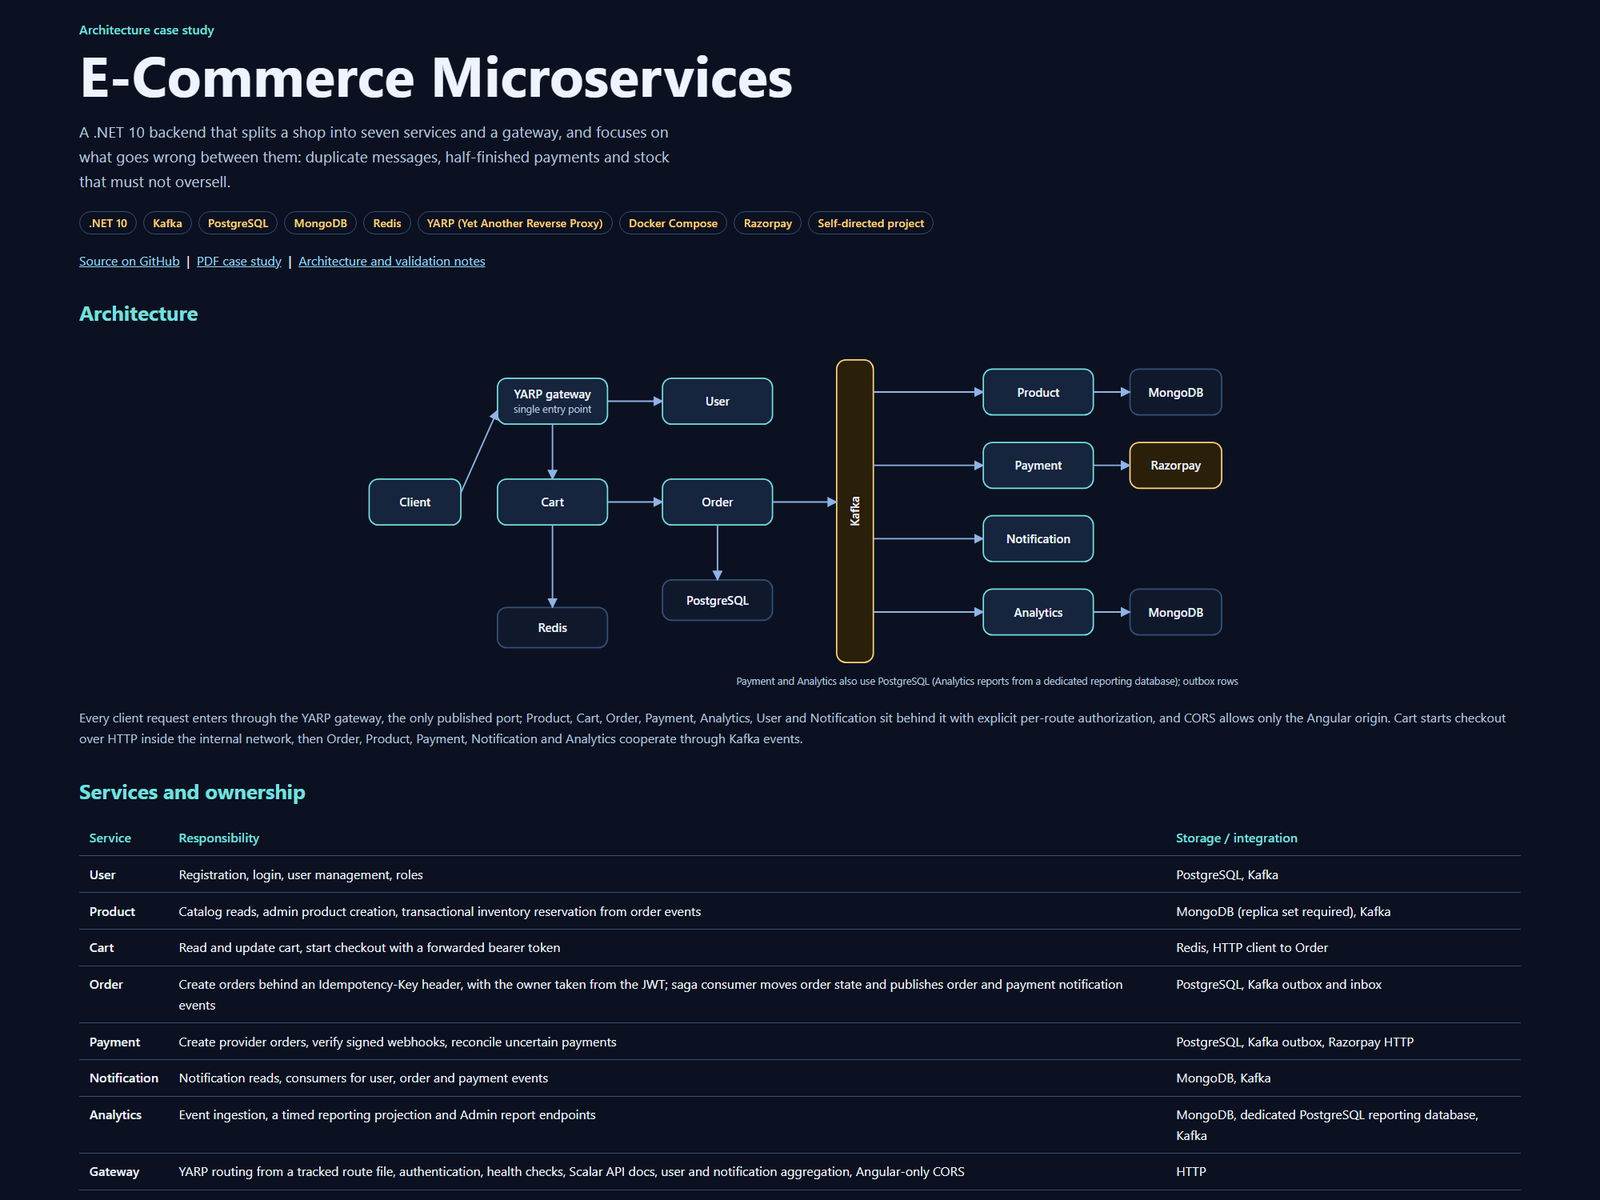 Architecture case study
E-Commerce Microservices
A .NET 10 backend that splits a shop into seven services and a gateway, and focuses on
what goes wrong between them: duplicate messages, half-finished payments and stock
that must not oversell.
.NET 10 Kafka PostgreSQL MongoDB Redis YARP (Yet Another Reverse Proxy) Docker Compose Razorpay Self-directed project
Source on GitHub | PDF case study | Architecture and validation notes
Architecture
YARP gateway
single entry point
User
Client
Cart
Order
PostgreSQL
Redis
Kafka
Product
MongoDB
Payment
Razorpay
Notification
Analytics
MongoDB
Payment and Analytics also use PostgreSQL (Analytics reports from a dedicated reporting database); outbox rows
Every client request enters through the YARP gateway, the only published port; Product, Cart, Order, Payment, Analytics, User and Notification sit behind it with explicit per-route authorization, and CORS allows only the Angular origin. Cart starts checkout
over HTTP inside the internal network, then Order, Product, Payment, Notification and Analytics cooperate through Kafka events.
Services and ownership
Service Responsibility Storage / integration
User Registration, login, user management, roles PostgreSQL, Kafka
Product Catalog reads, admin product creation, transactional inventory reservation from order events MongoDB (replica set required), Kafka
Cart Read and update cart, start checkout with a forwarded bearer token Redis, HTTP client to Order
Order Create orders behind an Idempotency-Key header, with the owner taken from the JWT; saga consumer moves order state and publishes order and payment notification PostgreSQL, Kafka outbox and inbox
events
Payment Create provider orders, verify signed webhooks, reconcile uncertain payments PostgreSQL, Kafka outbox, Razorpay HTTP
Notification Notification reads, consumers for user, order and payment events MongoDB, Kafka
Analytics Event ingestion, a timed reporting projection and Admin report endpoints MongoDB, dedicated PostgreSQL reporting database,
Kafka
Gateway YARP routing from a tracked route file, authentication, health checks, Scalar API docs, user and notification aggregation, Angular-only CORS HTTP